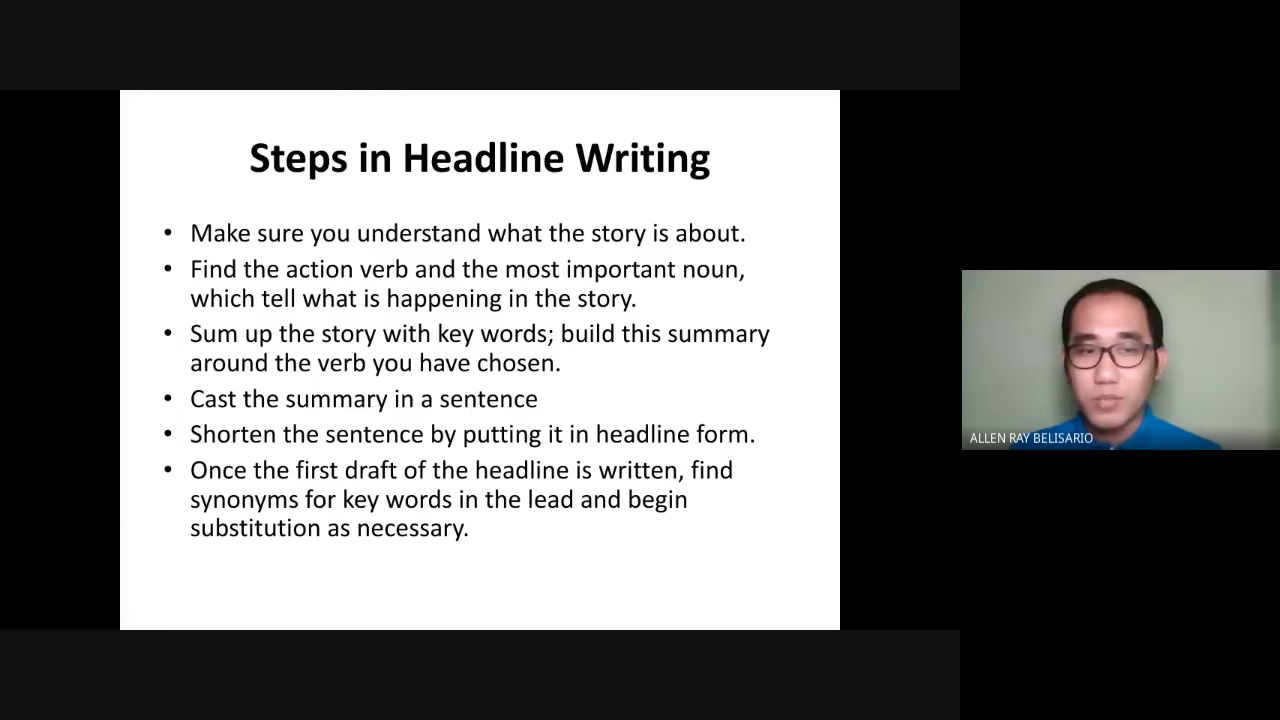 Steps in Headline Writing
• Make sure you understand what the story is about.
• Find the action verb and the most important noun,
which tell what is happening in the story.
• Sum up the story with key words; build this summary
around the verb you have chosen.
• Cast the summary in a sentence
• Shorten the sentence by putting it in headline form.
• Once the first draft of the headline is written, find
synonyms for key words in the lead and begin
substitution as necessary.
ALLEN RAY BELISARIO